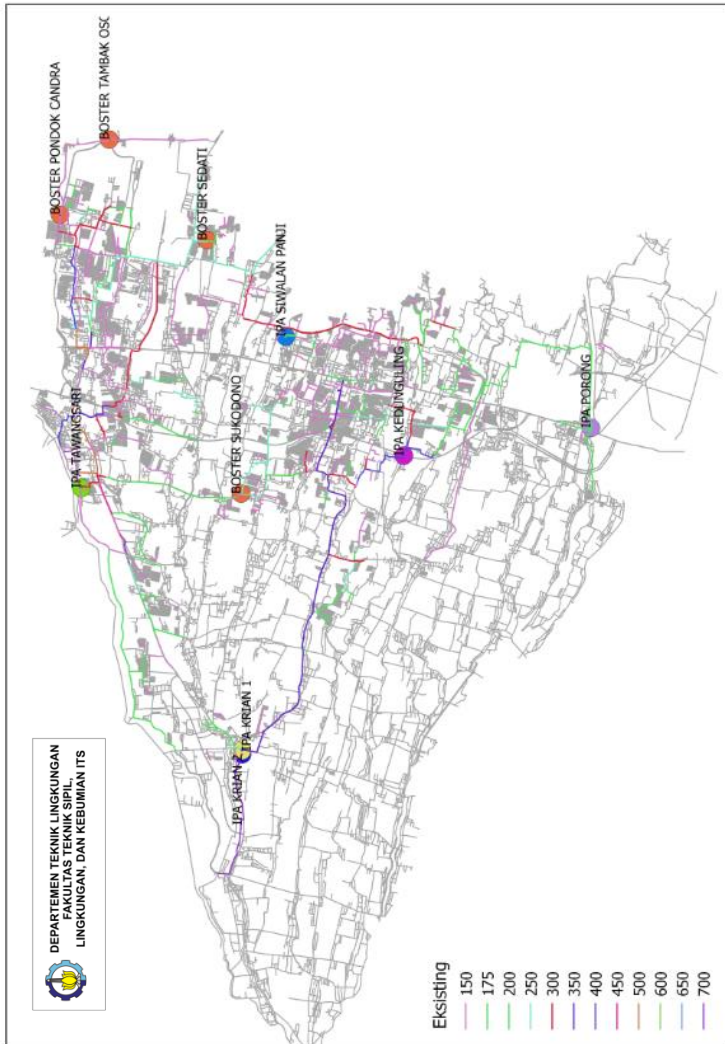 DEPARTEMEN TEKNIK LINGKUNGAN
FAKULTAS TEKNIK SIPIL,
LINGKUNGAN, DAN KEBUMIAN ITS
BOSTER PONDOK CANDRA
BOSTER TAMBAK OSO
IPA TAWANGSARI
BOSTER SEDATI
IPA SIWALAN PANJI
BOSTER SUKODONO
IPA KEDUNGULING
IPA PORONG
IPA KRIAN 1
IPA KRIAN 2
Eksisting
150
175
200
250
300
350
400
450
500
600
650
700